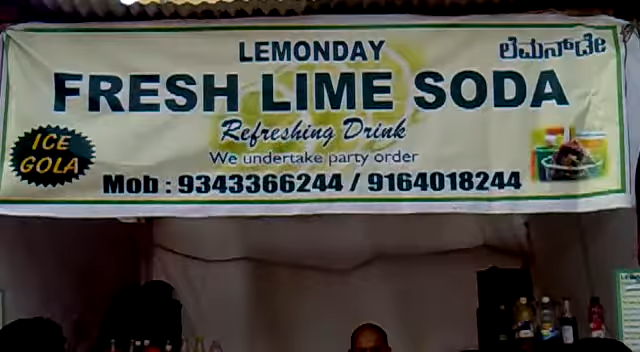 LEMONDAY
ಲೆಮನ್‌ಡೇ
FRESH LIME SODA
Refreshing Drink
We undertake party order
ICE
GOLA
Mob : 9343366244 / 9164018244